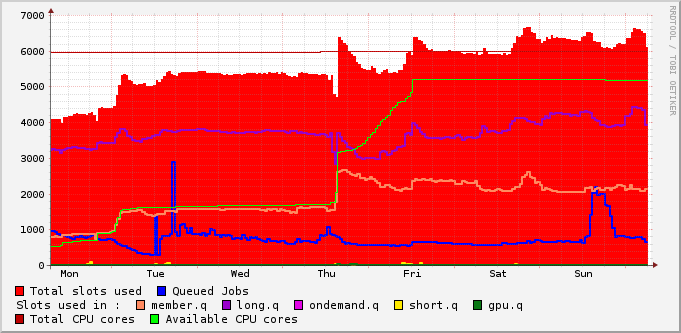 7000
6000
5000
4000
3000
2000
1000
0
Mon Tue Wed Thu Fri Sat Sun
Total slots used Queued Jobs
Slots used in : member.q long.q ondemand.q short.q gpu.q
Total CPU cores Available CPU cores
RRDTOOL / TOBI OETIKER